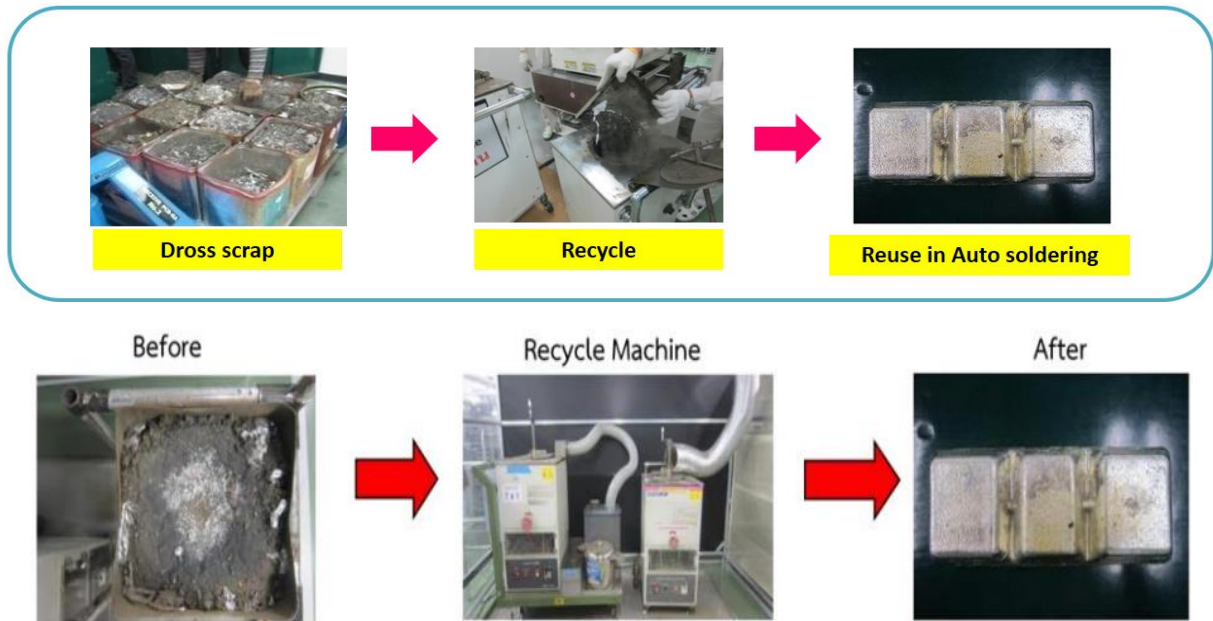 Dross scrap
Recycle
Reuse in Auto soldering
Before
Recycle Machine
After